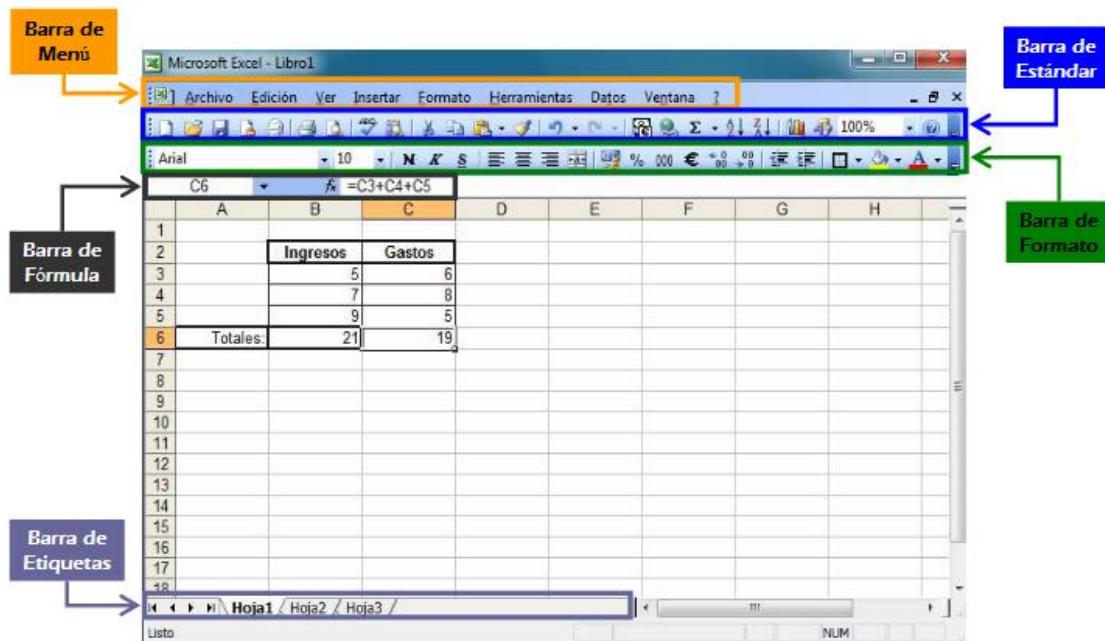 Barra de
Menú
Barra de
Estándar
Microsoft Excel - Libro1
Archivo Edición Ver Insertar Formato Herramientas Datos Ventana ?
100%
Arial 10 N K S % 000 €
C6 fx =C3+C4+C5
Barra de
Formato
Barra de
Fórmula
A B C D E F G H
1
2 Ingresos Gastos
3 5 6
4 7 8
5 9 5
6 Totales: 21 19
7
8
9
10
11
12
13
14
15
16
17
18
Barra de
Etiquetas
Hoja1 / Hoja2 / Hoja3 /
Listo NUM